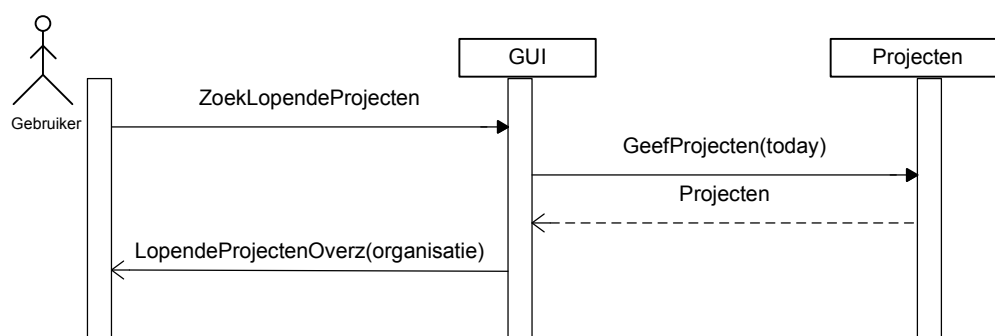 GUI
Projecten
Gebruiker
ZoekLopendeProjecten
GeefProjecten(today)
Projecten
LopendeProjectenOverz(organisatie)